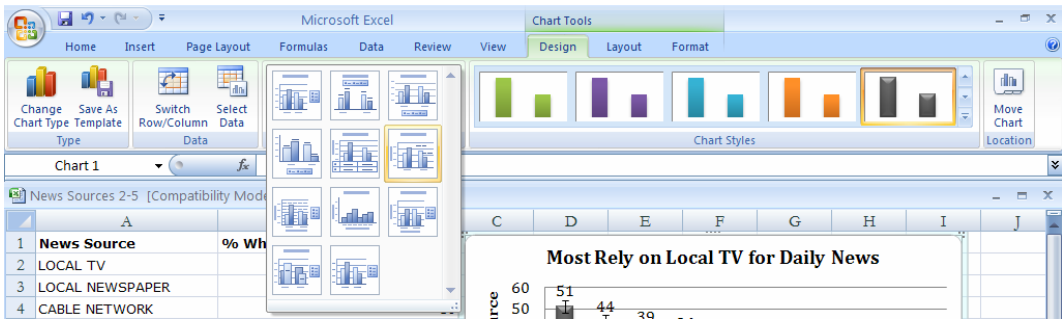 Microsoft Excel
Chart Tools
Home Insert Page Layout Formulas Data Review View Design Layout Format
Change Chart Type
Save As Template
Switch Row/Column
Select Data
Move Chart
Type Data Chart Styles Location
Chart 1 fx
News Sources 2-5 [Compatibility Mode
A C D E F G H I J
1 News Source % Wh
2 LOCAL TV
3 LOCAL NEWSPAPER
4 CABLE NETWORK
Most Rely on Local TV for Daily News
60
50
51
44
39